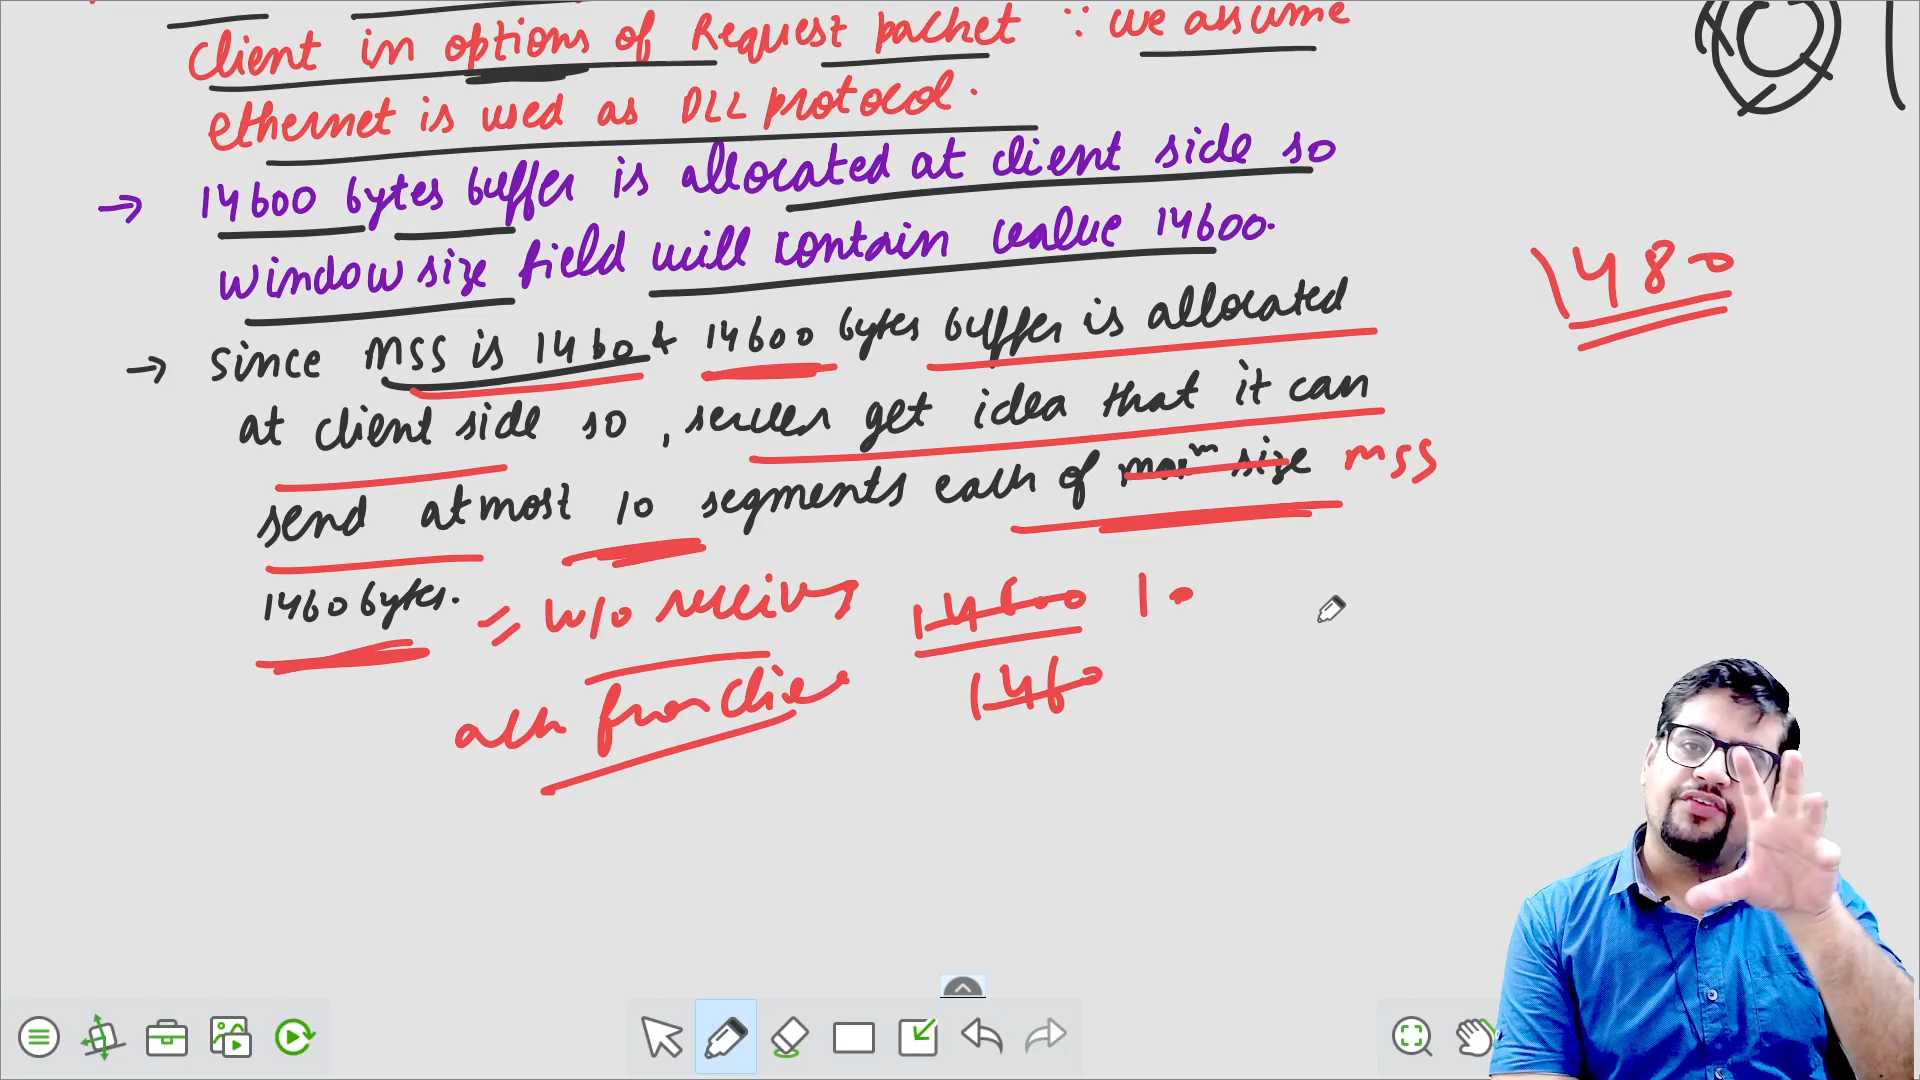 client in options of Request packet ∵ we assume
ethernet is used as DLL protocol.
→ 14600 bytes buffer is allocated at client side so
window size field will contain value 14600.
1480
→ since MSS is 1460 & 14600 bytes buffer is allocated
at client side so, server get idea that it can
send atmost 10 segments each of maxᵐ size MSS
1460 bytes. = w/o receiving 14600 10
ack from client 1460